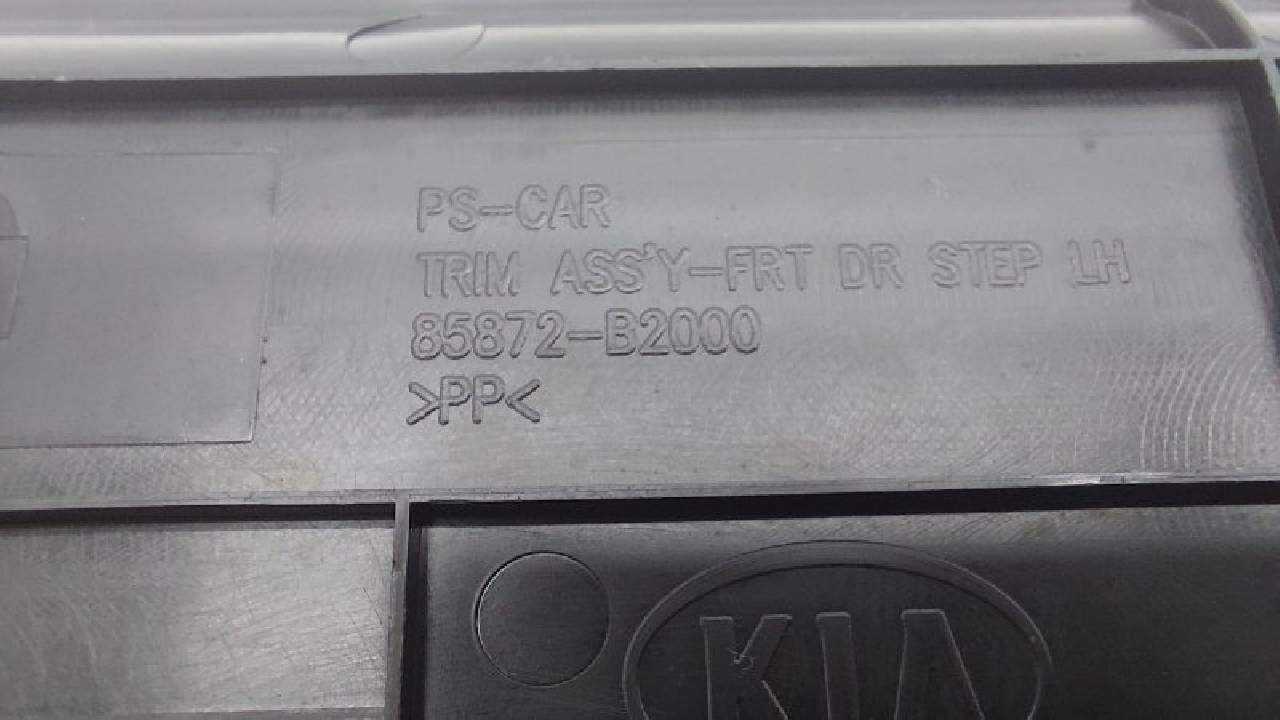 PS-CAR
TRIM ASS'Y-FRT DR STEP LH
85872-B2000
>PP<
KIA